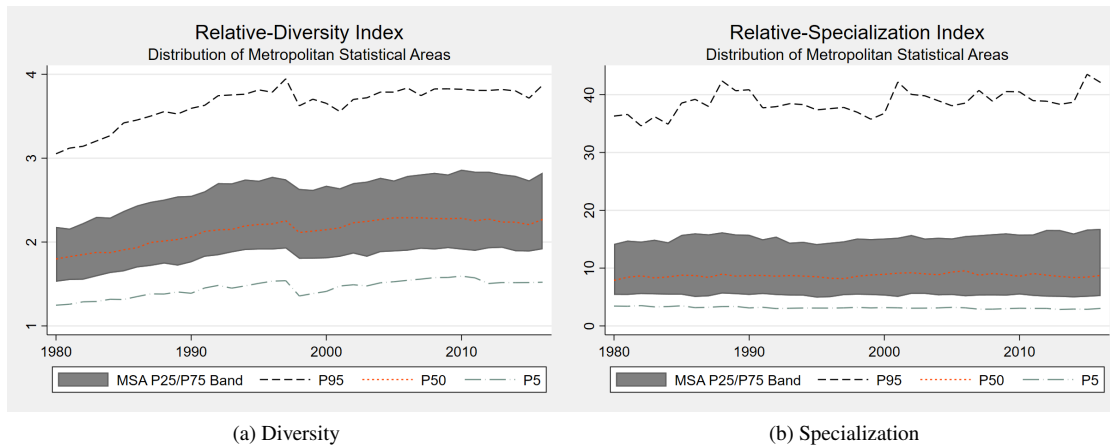 Relative-Diversity Index
Distribution of Metropolitan Statistical Areas
4
3
2
1
1980 1990 2000 2010
MSA P25/P75 Band P95 P50 P5
(a) Diversity
Relative-Specialization Index
Distribution of Metropolitan Statistical Areas
40
30
20
10
0
1980 1990 2000 2010
MSA P25/P75 Band P95 P50 P5
(b) Specialization